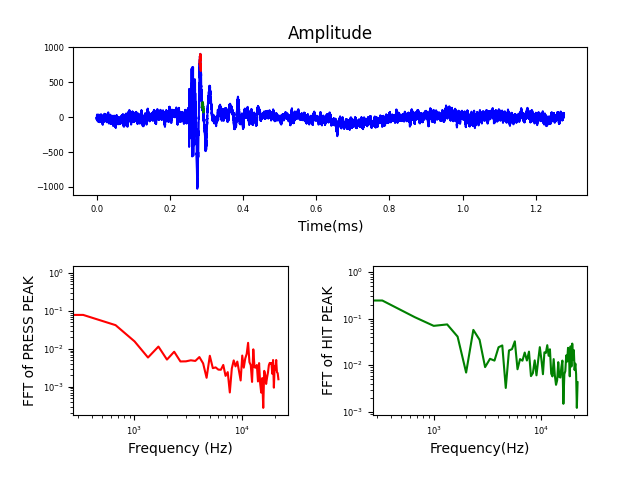 Amplitude
1000
500
0
−500
−1000
0.0 0.2 0.4 0.6 0.8 1.0 1.2
Time(ms)
FFT of PRESS PEAK
10⁰
10⁻¹
10⁻²
10⁻³
10³ 10⁴
Frequency (Hz)
FFT of HIT PEAK
10⁰
10⁻¹
10⁻²
10⁻³
10³ 10⁴
Frequency(Hz)